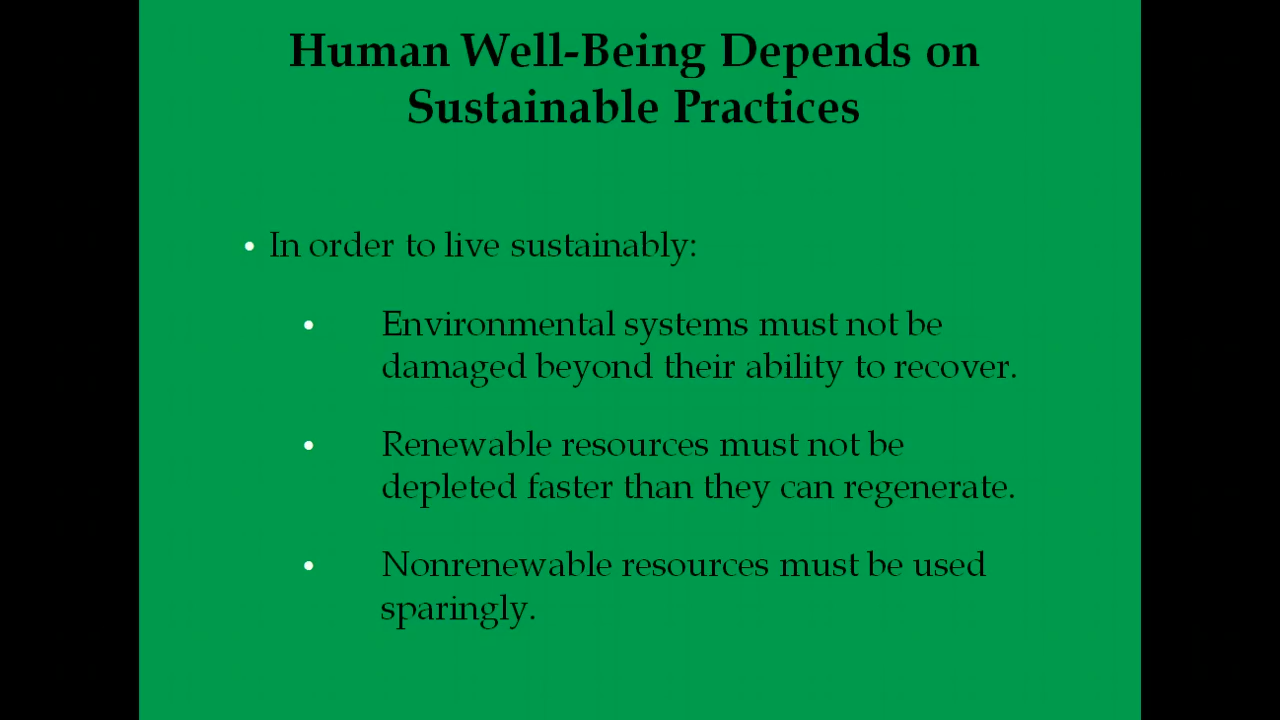 Human Well-Being Depends on
Sustainable Practices
• In order to live sustainably:
• Environmental systems must not be
damaged beyond their ability to recover.
• Renewable resources must not be
depleted faster than they can regenerate.
• Nonrenewable resources must be used
sparingly.